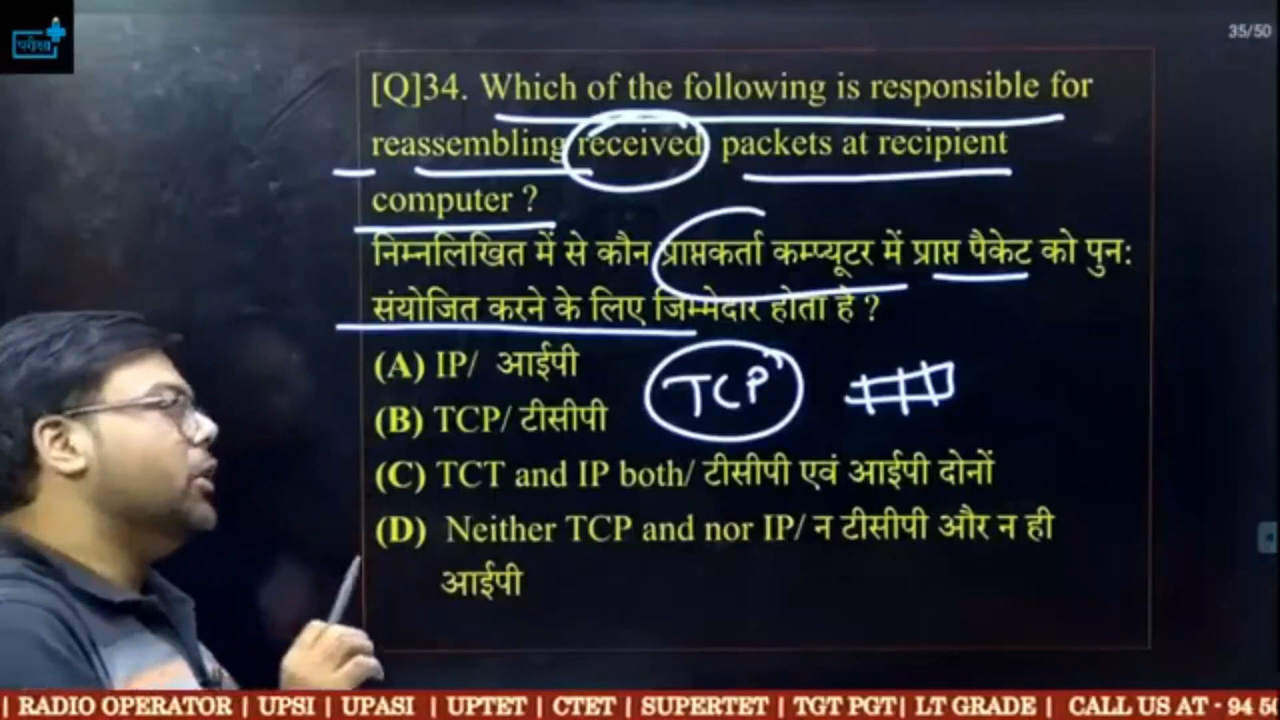 परीक्षा
35/50
[Q]34. Which of the following is responsible for
reassembling received packets at recipient
computer ?
निम्नलिखित में से कौन प्राप्तकर्ता कम्प्यूटर में प्राप्त पैकेट को पुन:
संयोजित करने के लिए जिम्मेदार होता है ?
(A) IP/ आईपी
TCP
(B) TCP/ टीसीपी
(C) TCT and IP both/ टीसीपी एवं आईपी दोनों
(D) Neither TCP and nor IP/ न टीसीपी और न ही
आईपी
| RADIO OPERATOR | UPSI | UPASI | UPTET | CTET | SUPERTET | TGT PGT| LT GRADE | CALL US AT - 94